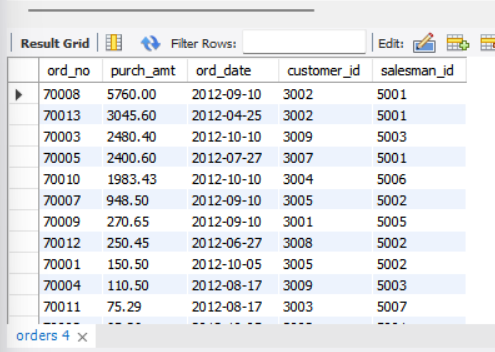 Result Grid Filter Rows: Edit:
ord_no purch_amt ord_date customer_id salesman_id
70008 5760.00 2012-09-10 3002 5001
70013 3045.60 2012-04-25 3002 5001
70003 2480.40 2012-10-10 3009 5003
70005 2400.60 2012-07-27 3007 5001
70010 1983.43 2012-10-10 3004 5006
70007 948.50 2012-09-10 3005 5002
70009 270.65 2012-09-10 3001 5005
70012 250.45 2012-06-27 3008 5002
70001 150.50 2012-10-05 3005 5002
70004 110.50 2012-08-17 3009 5003
70011 75.29 2012-08-17 3003 5007
orders 4